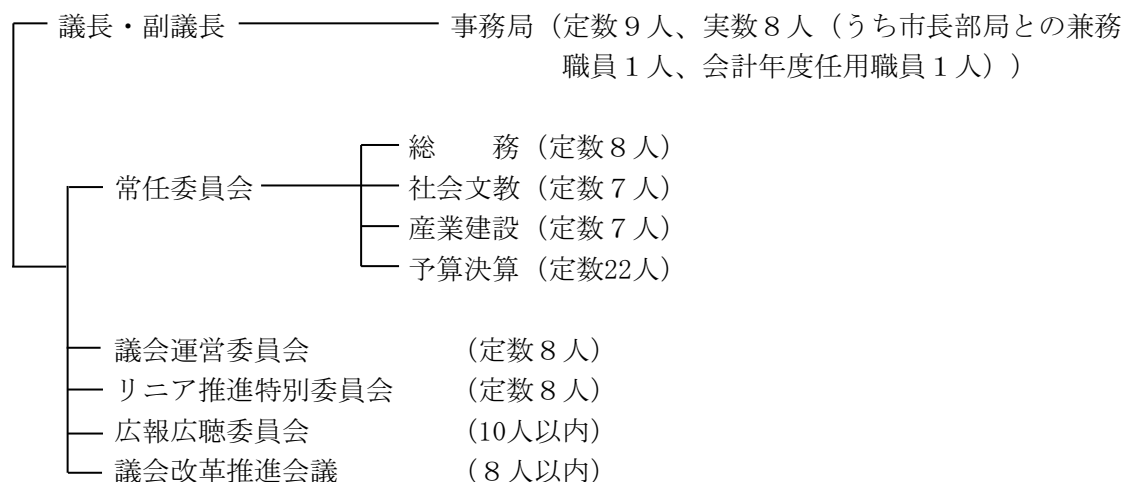 議長・副議長 事務局（定数９人、実数８人（うち市長部局との兼務
職員１人、会計年度任用職員１人））
総　　務（定数８人）
常任委員会 社会文教（定数７人）
産業建設（定数７人）
予算決算（定数22人）
議会運営委員会 （定数８人）
リニア推進特別委員会 （定数８人）
広報広聴委員会 （10人以内）
議会改革推進会議 （８人以内）